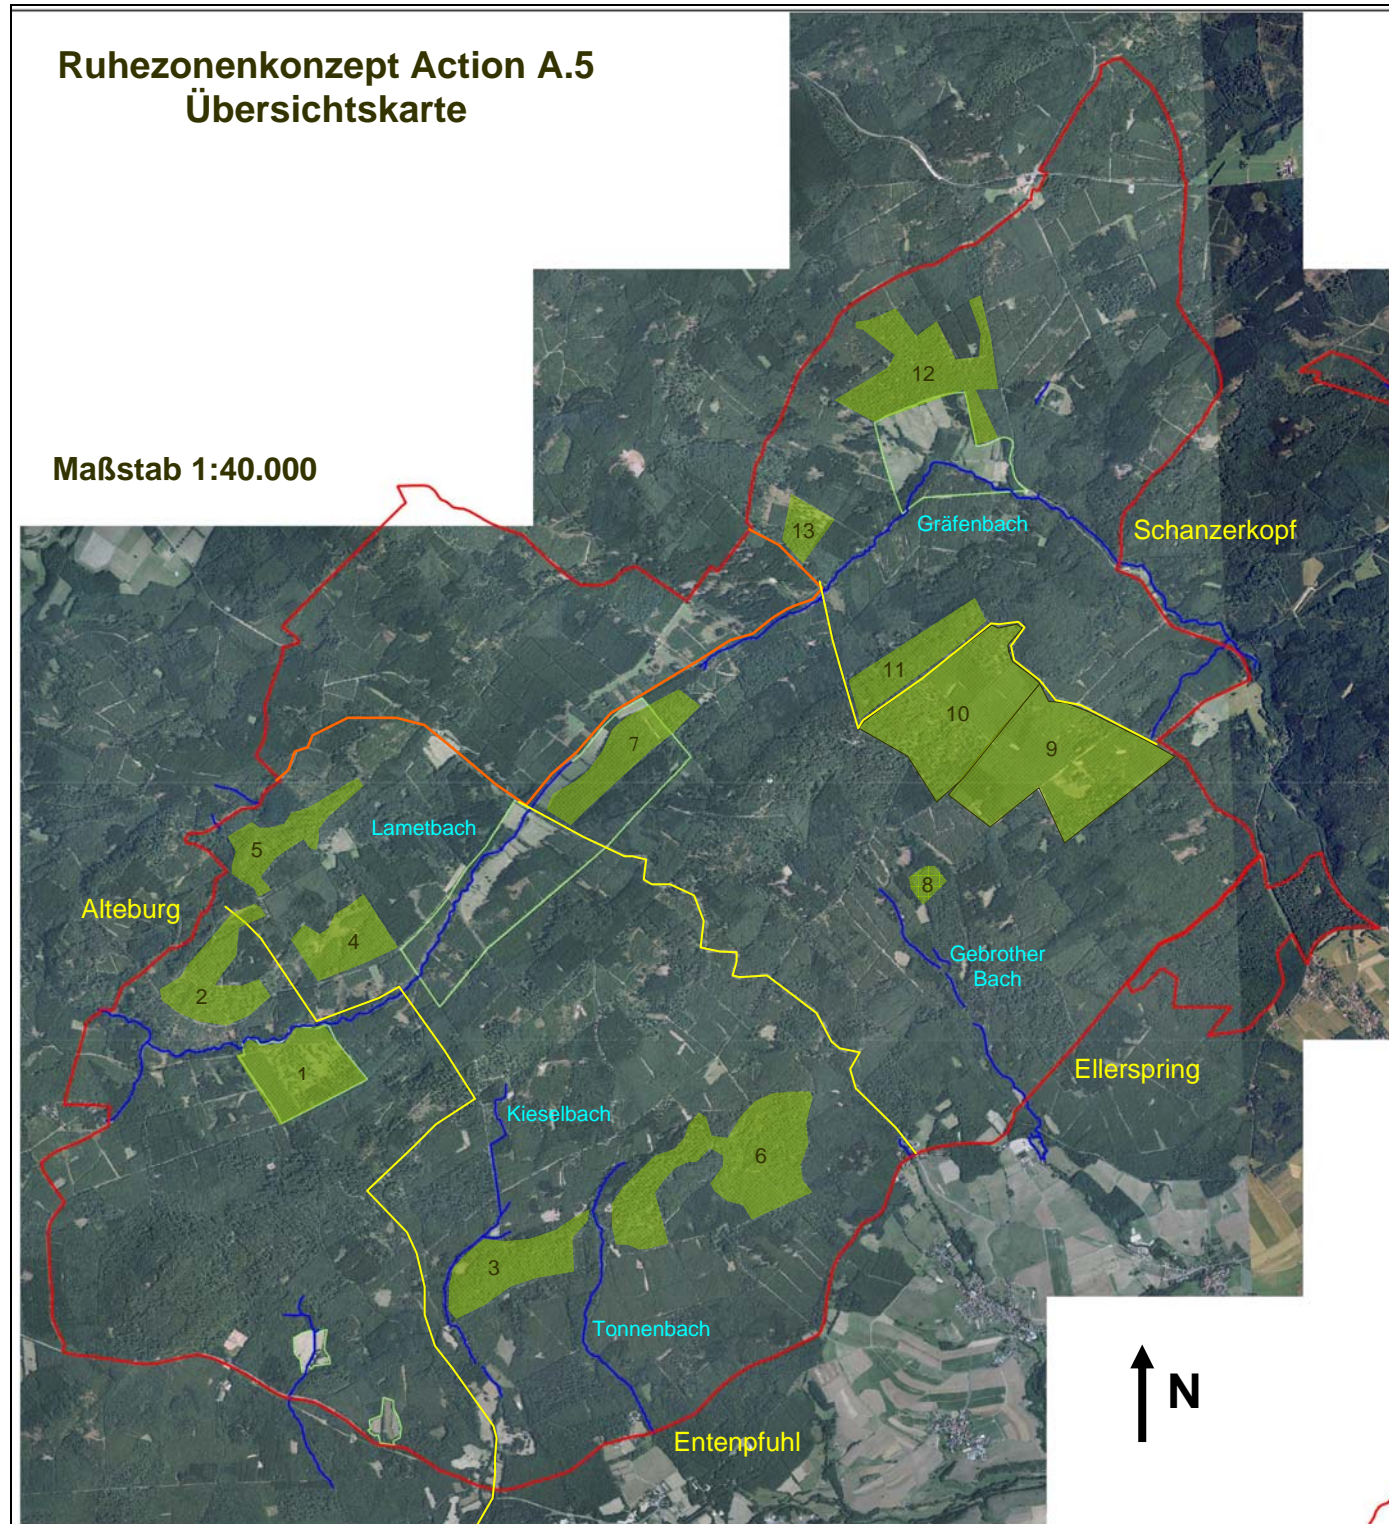 Ruhezonenkonzept Action A.5
Übersichtskarte
Maßstab 1:40.000
12
13
Gräfenbach
Schanzerkopf
11
10
9
7
Lametbach
5
8
Alteburg
4
Gebrother
Bach
2
1
Ellerspring
Kieselbach
6
3
Tonnenbach
N
Entenpfuhl